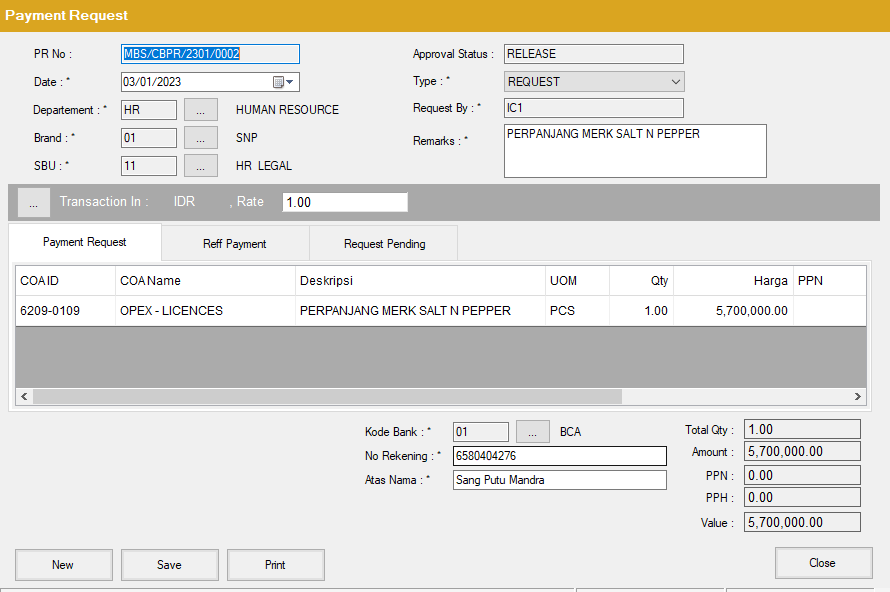 Payment Request
PR No : MBS/CBPR/2301/0002 Approval Status : RELEASE
Date : * 03/01/2023 Type : * REQUEST
Departement : * HR ... HUMAN RESOURCE Request By : * IC1
Brand : * 01 ... SNP Remarks : * PERPANJANG MERK SALT N PEPPER
SBU : * 11 ... HR LEGAL
... Transaction In : IDR , Rate 1.00
Payment Request Reff Payment Request Pending
COA ID COA Name Deskripsi UOM Qty Harga PPN
6209-0109 OPEX - LICENCES PERPANJANG MERK SALT N PEPPER PCS 1.00 5,700,000.00
Kode Bank : * 01 ... BCA Total Qty : 1.00
No Rekening : * 6580404276 Amount : 5,700,000.00
Atas Nama : * Sang Putu Mandra PPN : 0.00
PPH : 0.00
Value : 5,700,000.00
New Save Print Close